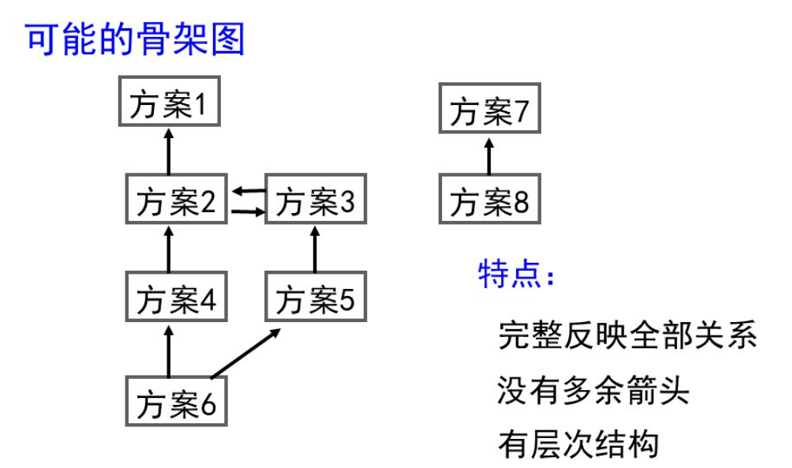 可能的骨架图
方案1
方案7
方案2
方案3
方案8
特点：
方案4
方案5
完整反映全部关系
没有多余箭头
方案6
有层次结构